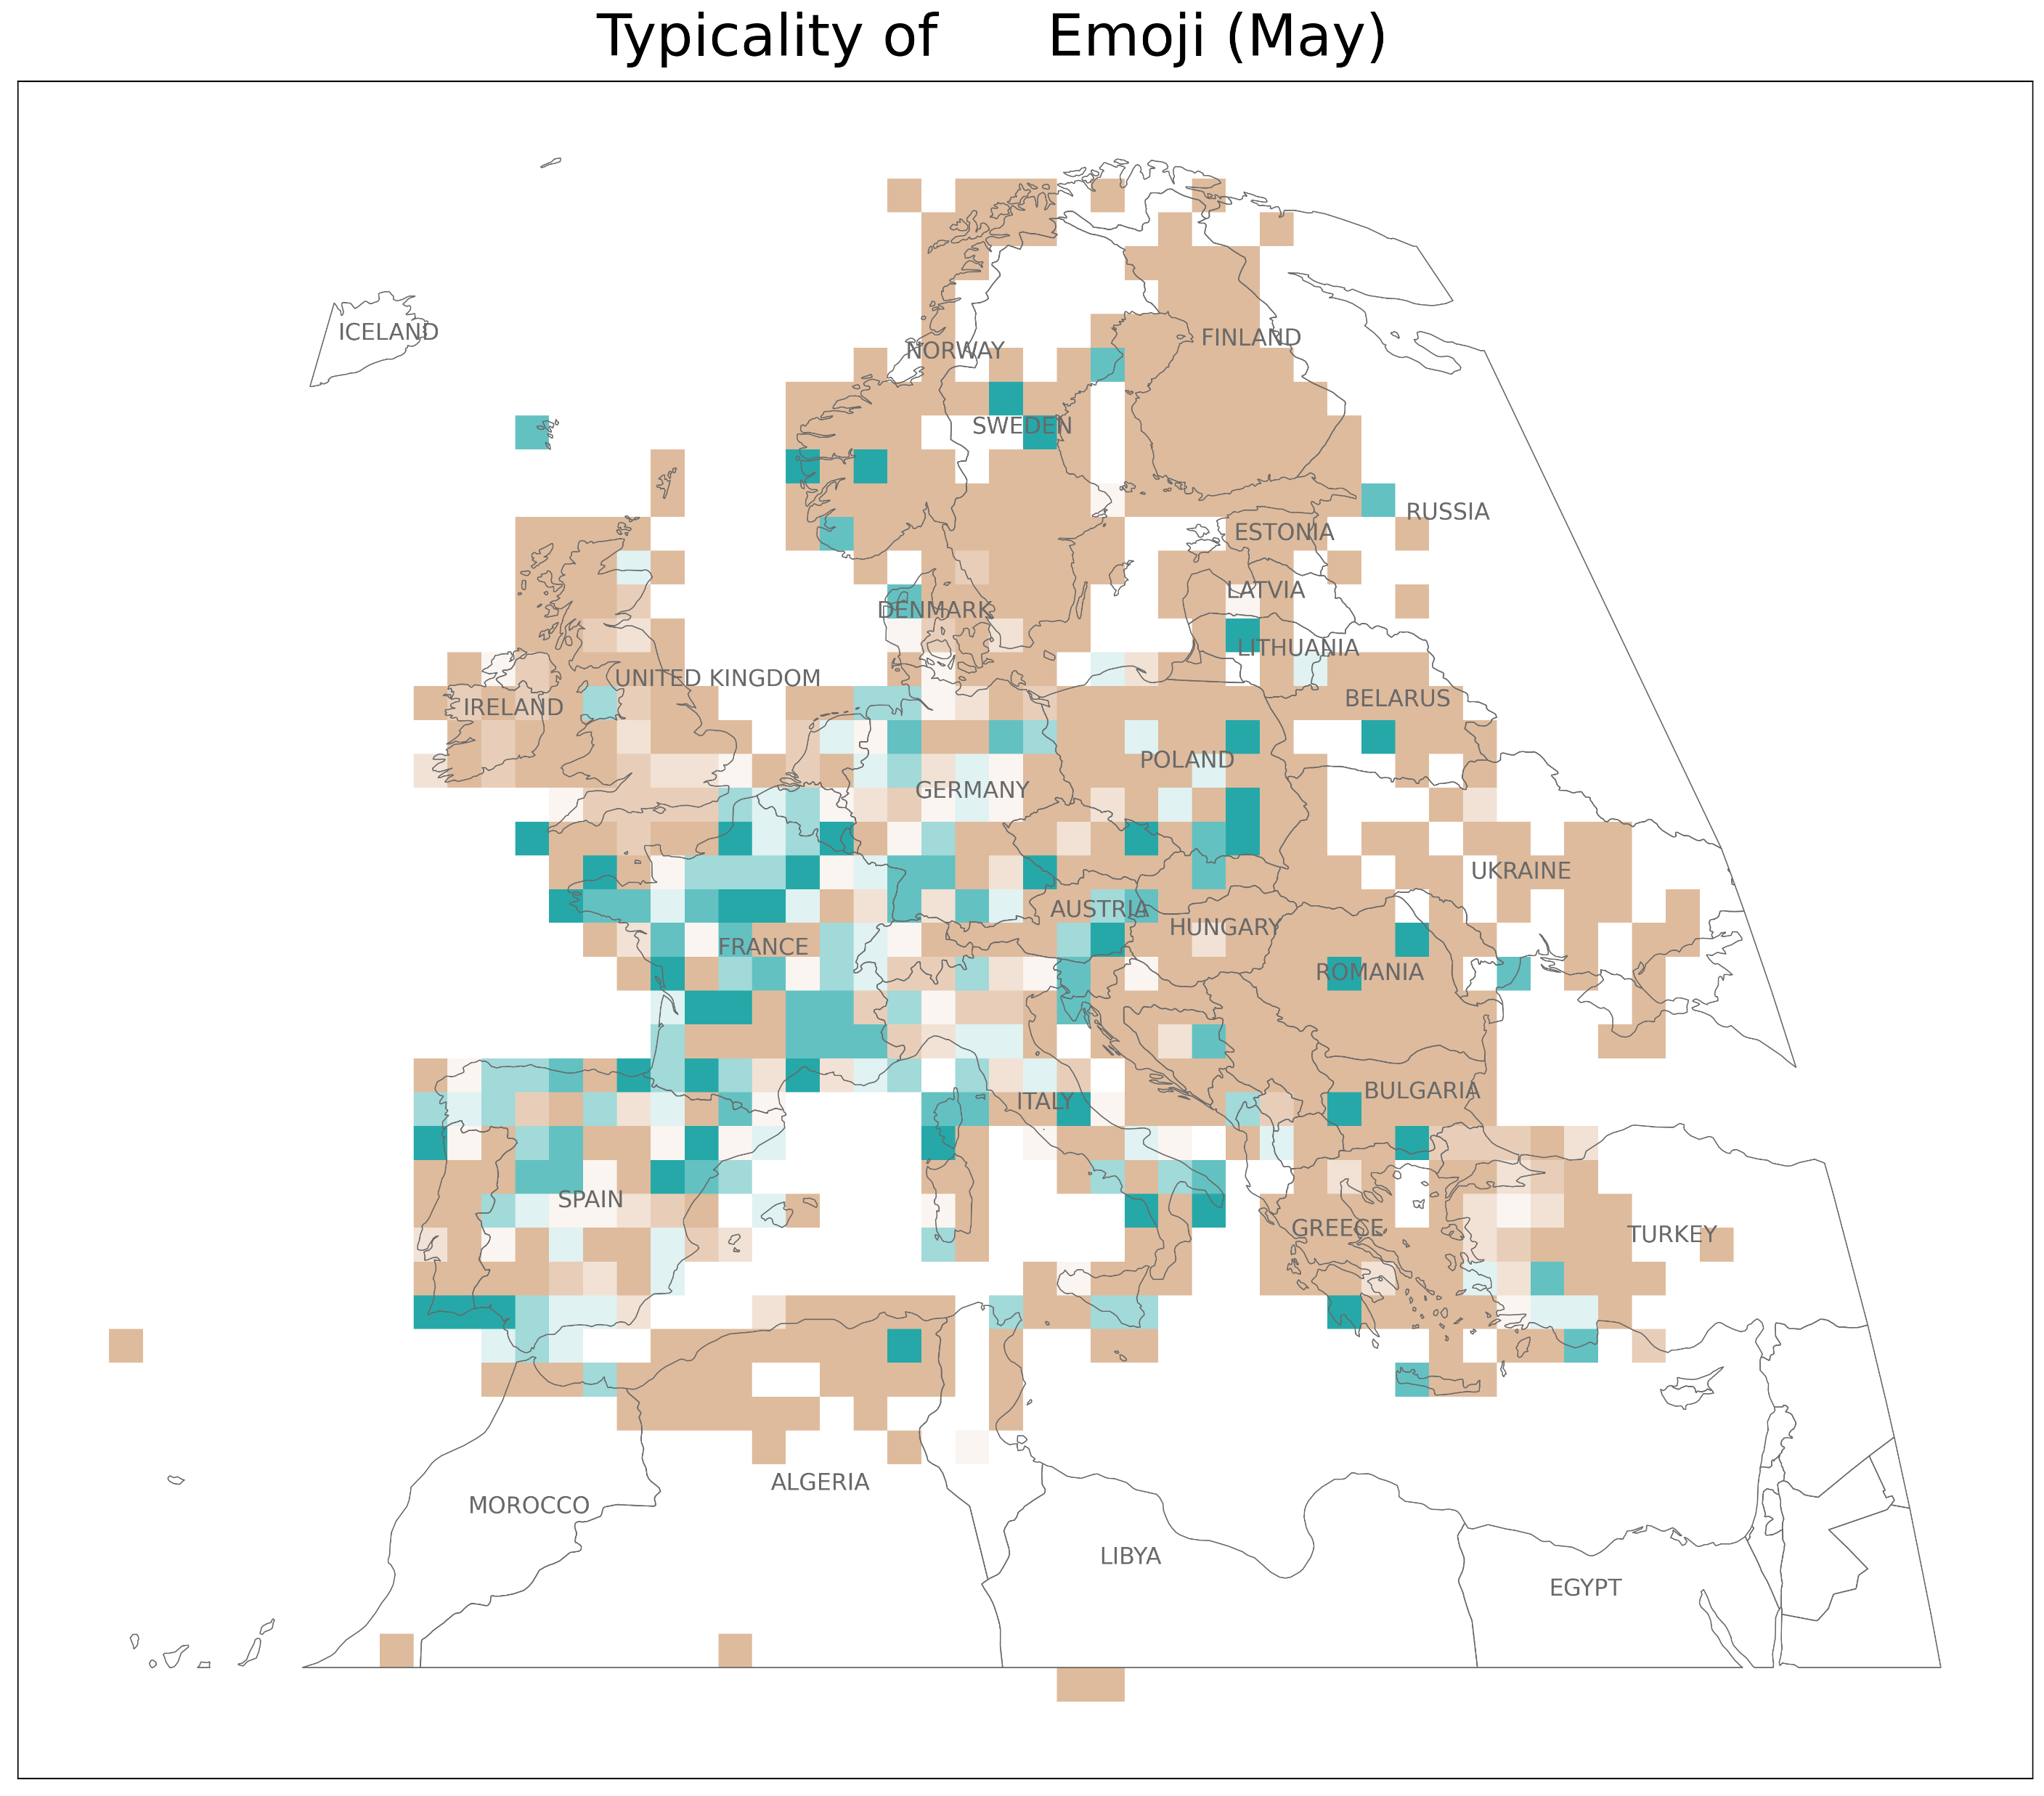 Typicality of Emoji (May)
ICELAND
FINLAND
NORWAY
SWEDEN
RUSSIA
ESTONIA
LATVIA
DENMARK
LITHUANIA
UNITED KINGDOM
BELARUS
IRELAND
POLAND
GERMANY
UKRAINE
AUSTRIA
HUNGARY
FRANCE
ROMANIA
BULGARIA
ITALY
SPAIN
GREECE
TURKEY
ALGERIA
MOROCCO
LIBYA
EGYPT